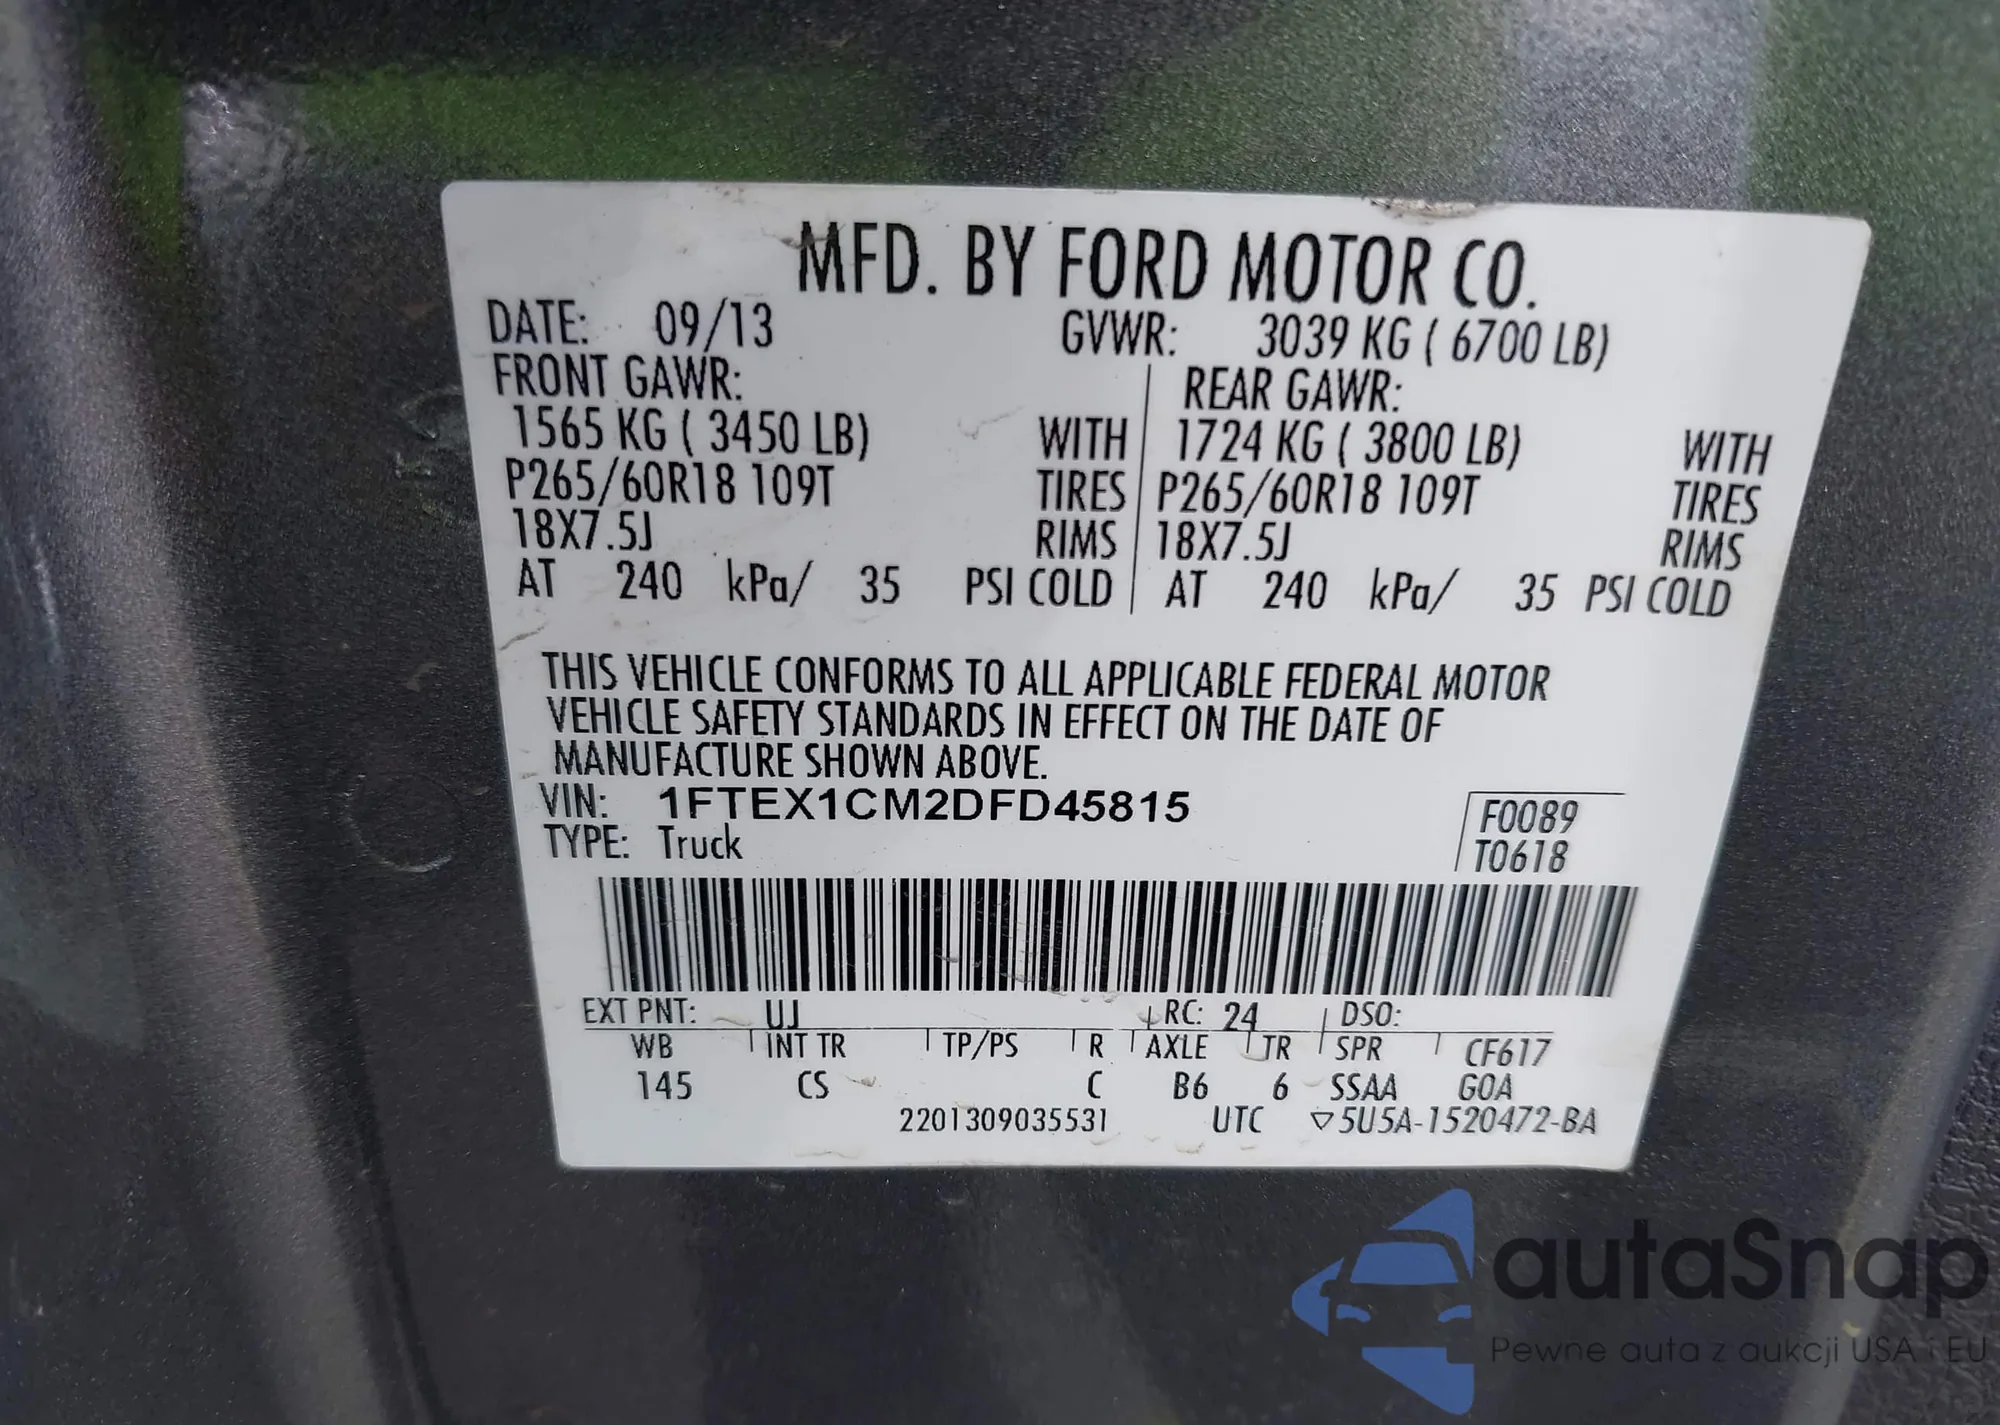 MFD. BY FORD MOTOR CO.
DATE: 09/13 GVWR: 3039 KG ( 6700 LB)
FRONT GAWR: REAR GAWR:
1565 KG ( 3450 LB) WITH 1724 KG ( 3800 LB) WITH
P265/60R18 109T TIRES P265/60R18 109T TIRES
18X7.5J RIMS 18X7.5J RIMS
AT 240 kPa/ 35 PSI COLD AT 240 kPa/ 35 PSI COLD
THIS VEHICLE CONFORMS TO ALL APPLICABLE FEDERAL MOTOR
VEHICLE SAFETY STANDARDS IN EFFECT ON THE DATE OF
MANUFACTURE SHOWN ABOVE.
VIN: 1FTEX1CM2DFD45815 F0089
TYPE: Truck T0618
EXT PNT: UJ RC: 24 DSO:
WB INT TR TP/PS R AXLE TR SPR CF617
145 CS C B6 6 SSAA GOA
2201309035531 UTC ▽5U5A-1520472-BA
autaSnap
Pewne auta z aukcji USA i EU